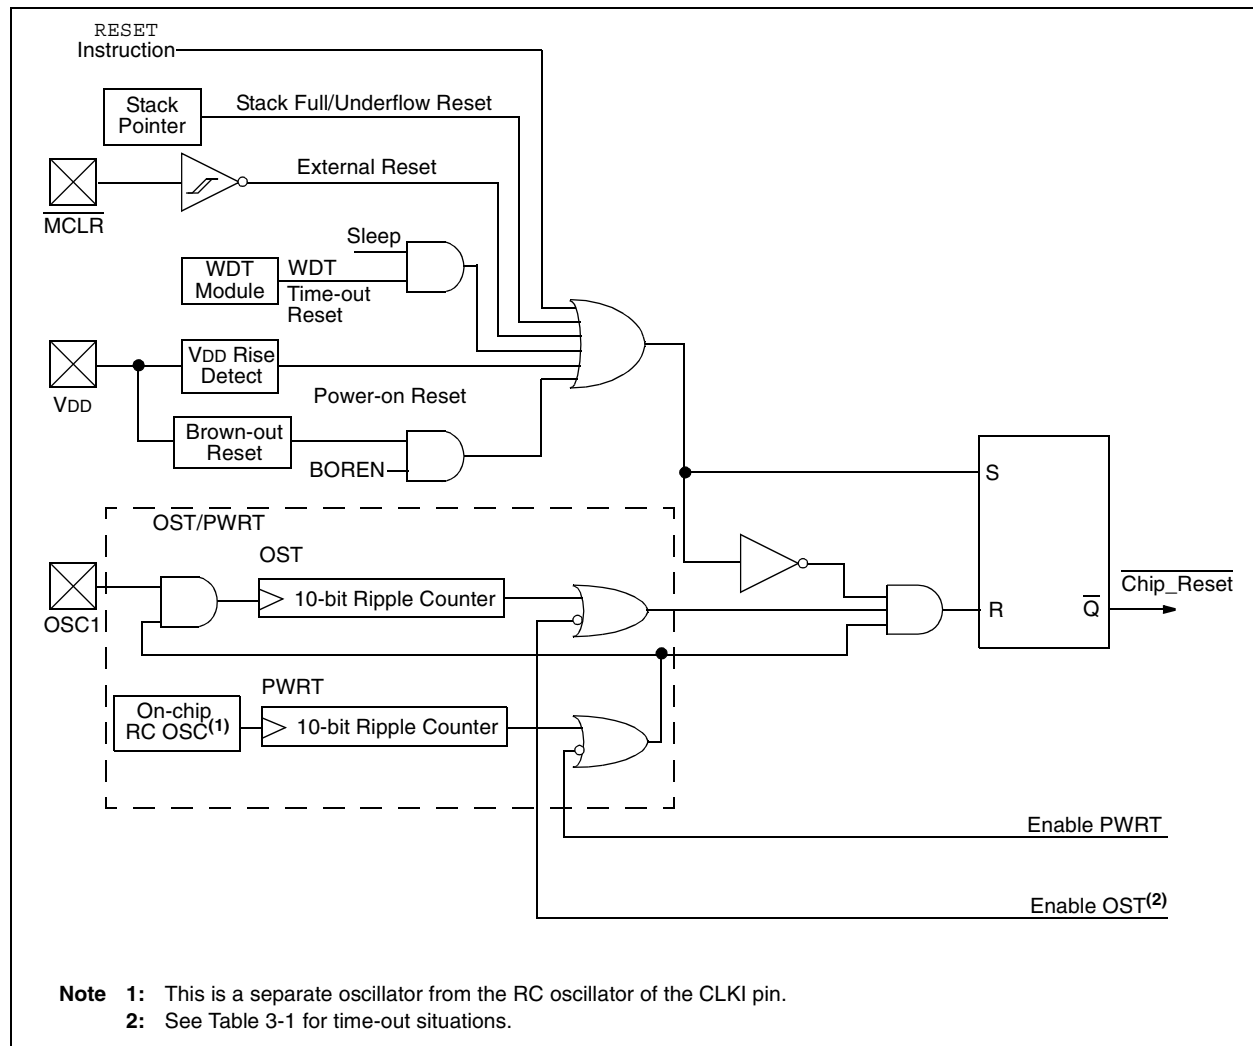 RESET
Instruction
Stack
Pointer
Stack Full/Underflow Reset
External Reset
MCLR
Sleep
WDT
Module
WDT
Time-out
Reset
VDD Rise
Detect
VDD
Power-on Reset
Brown-out
Reset
BOREN
S
OST/PWRT
OST
10-bit Ripple Counter
OSC1
Chip_Reset
R
Q
PWRT
On-chip
RC OSC(1)
10-bit Ripple Counter
Enable PWRT
Enable OST(2)
Note 1: This is a separate oscillator from the RC oscillator of the CLKI pin.
2: See Table 3-1 for time-out situations.